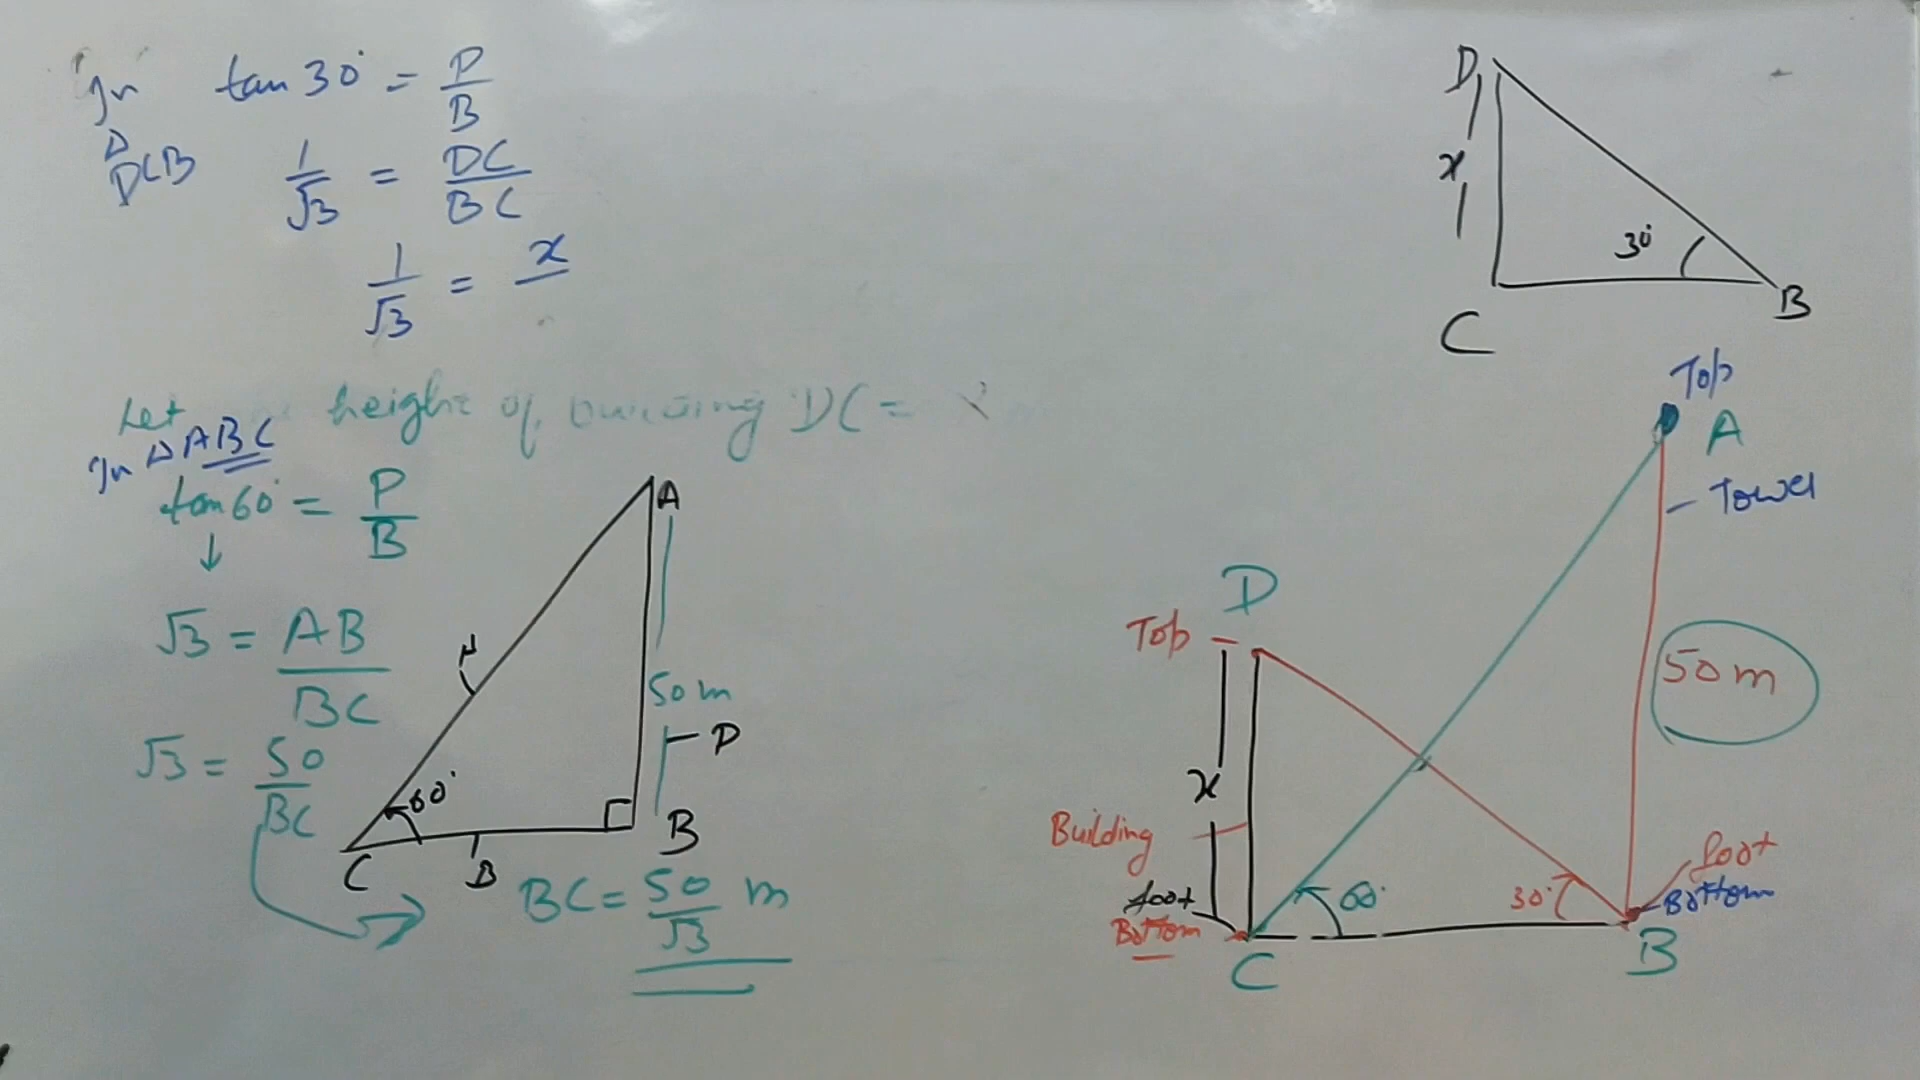 In tan 30° = P/B
Δ DCB 1/√3 = DC/BC
1/√3 = x/
Let height of building DC = x
In Δ ABC
tan 60° = P/B
↓
√3 = AB/BC
√3 = 50/BC
BC = 50/√3 m
A
H
50 m
P
60°
C
B
B
D
x
30°
C
B
Top
A
Tower
D
Top
50 m
x
Building
foot
Bottom
60°
30°
foot
Bottom
C
B